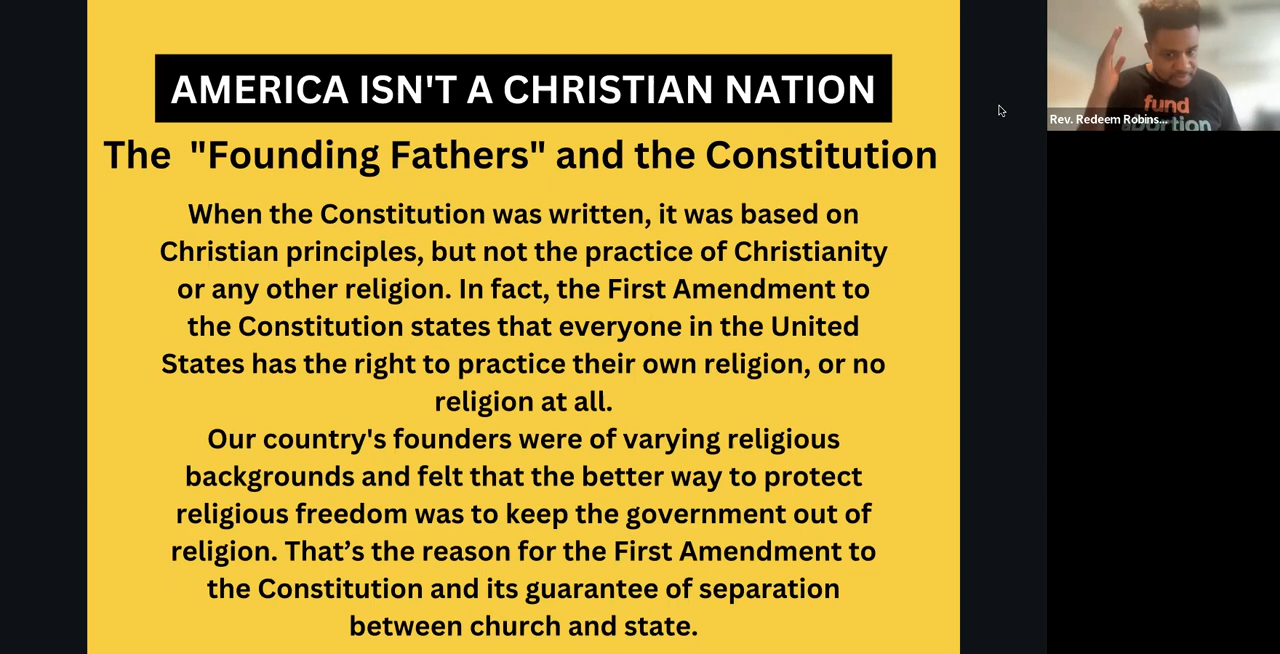 AMERICA ISN'T A CHRISTIAN NATION
The "Founding Fathers" and the Constitution
When the Constitution was written, it was based on
Christian principles, but not the practice of Christianity
or any other religion. In fact, the First Amendment to
the Constitution states that everyone in the United
States has the right to practice their own religion, or no
religion at all.
Our country's founders were of varying religious
backgrounds and felt that the better way to protect
religious freedom was to keep the government out of
religion. That’s the reason for the First Amendment to
the Constitution and its guarantee of separation
between church and state.
fund
abortion
Rev. Redeem Robins...